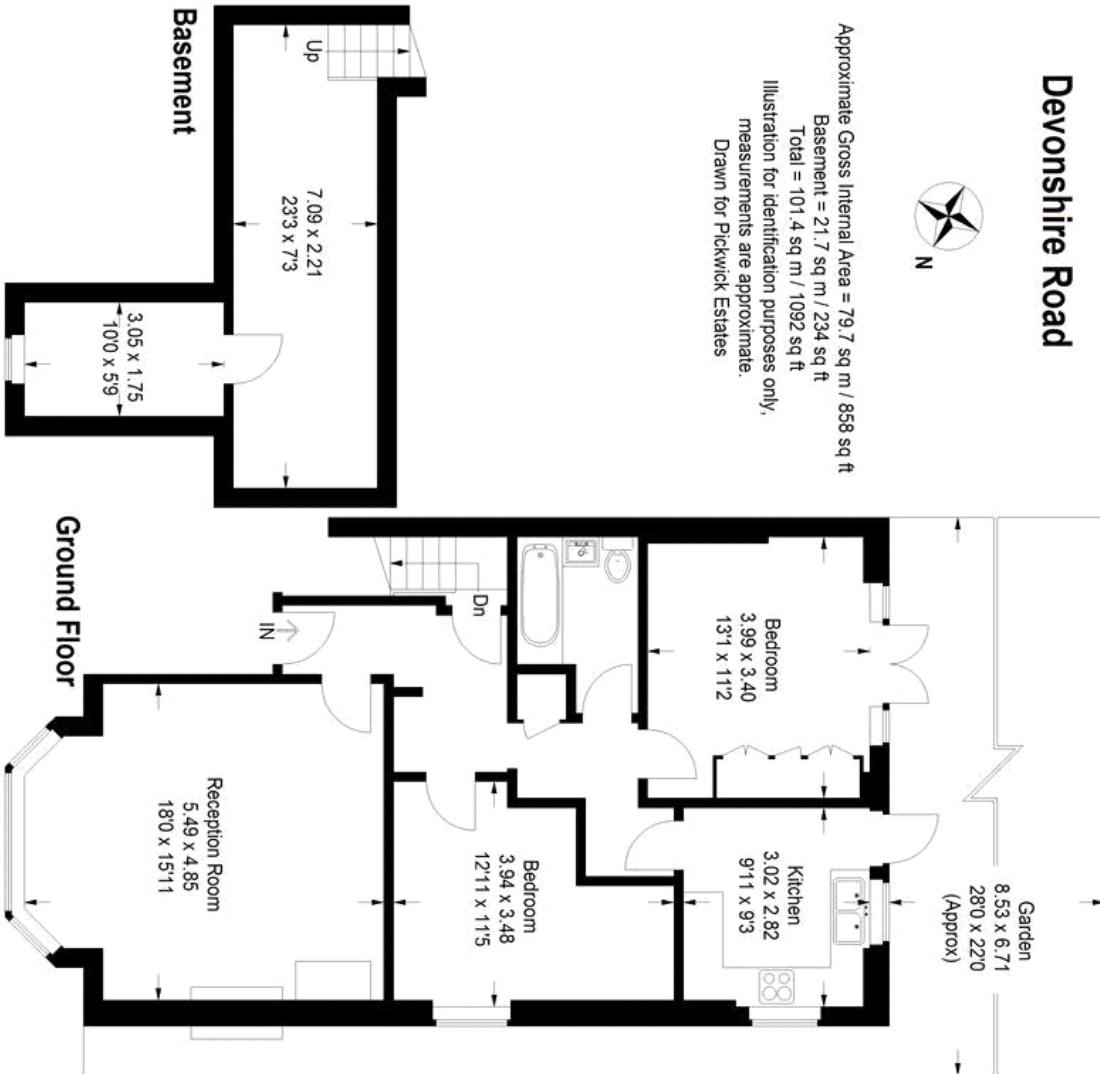 Devonshire Road
N
Approximate Gross Internal Area = 79.7 sq m / 858 sq ft
Basement = 21.7 sq m / 234 sq ft
Total = 101.4 sq m / 1092 sq ft
Illustration for identification purposes only,
measurements are approximate.
Drawn for Pickwick Estates
Garden
8.53 x 6.71
28'0 x 22'0
(Approx)
Bedroom
3.99 x 3.40
13'1 x 11'2
Kitchen
3.02 x 2.82
9'11 x 9'3
Bedroom
3.94 x 3.48
12'11 x 11'5
Dn
IN
Reception Room
5.49 x 4.85
18'0 x 15'11
Ground Floor
Up
7.09 x 2.21
23'3 x 7'3
3.05 x 1.75
10'0 x 5'9
Basement